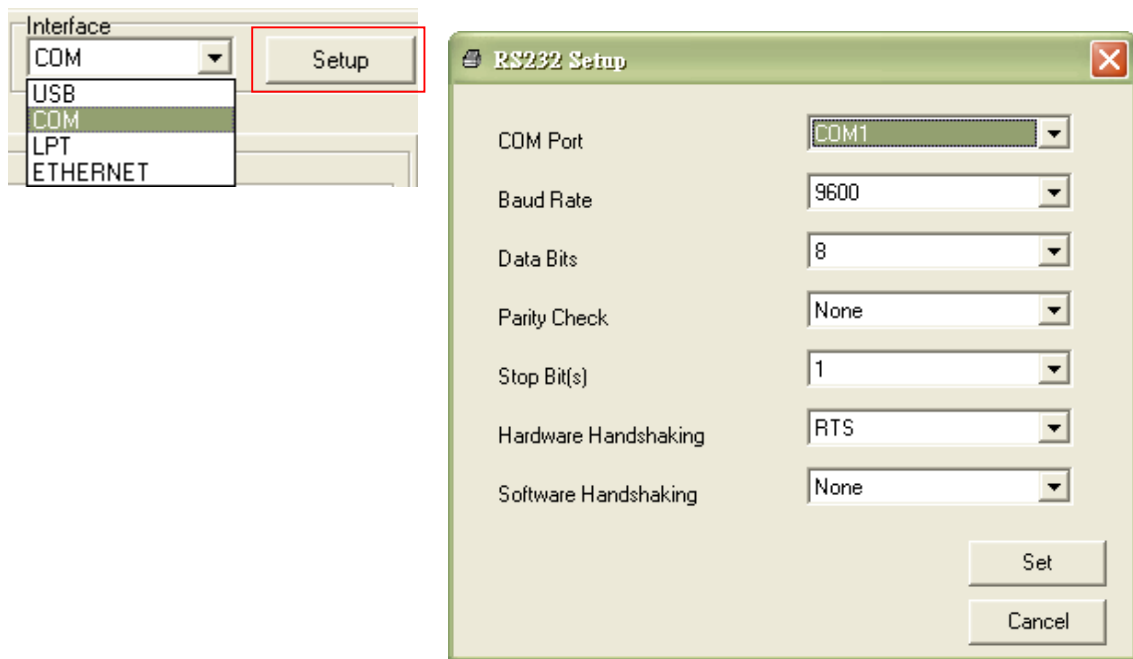 Interface
COM
Setup
USB
COM
LPT
ETHERNET
RS232 Setup
COM Port
COM1
Baud Rate
9600
Data Bits
8
Parity Check
None
Stop Bit(s)
1
Hardware Handshaking
RTS
Software Handshaking
None
Set
Cancel